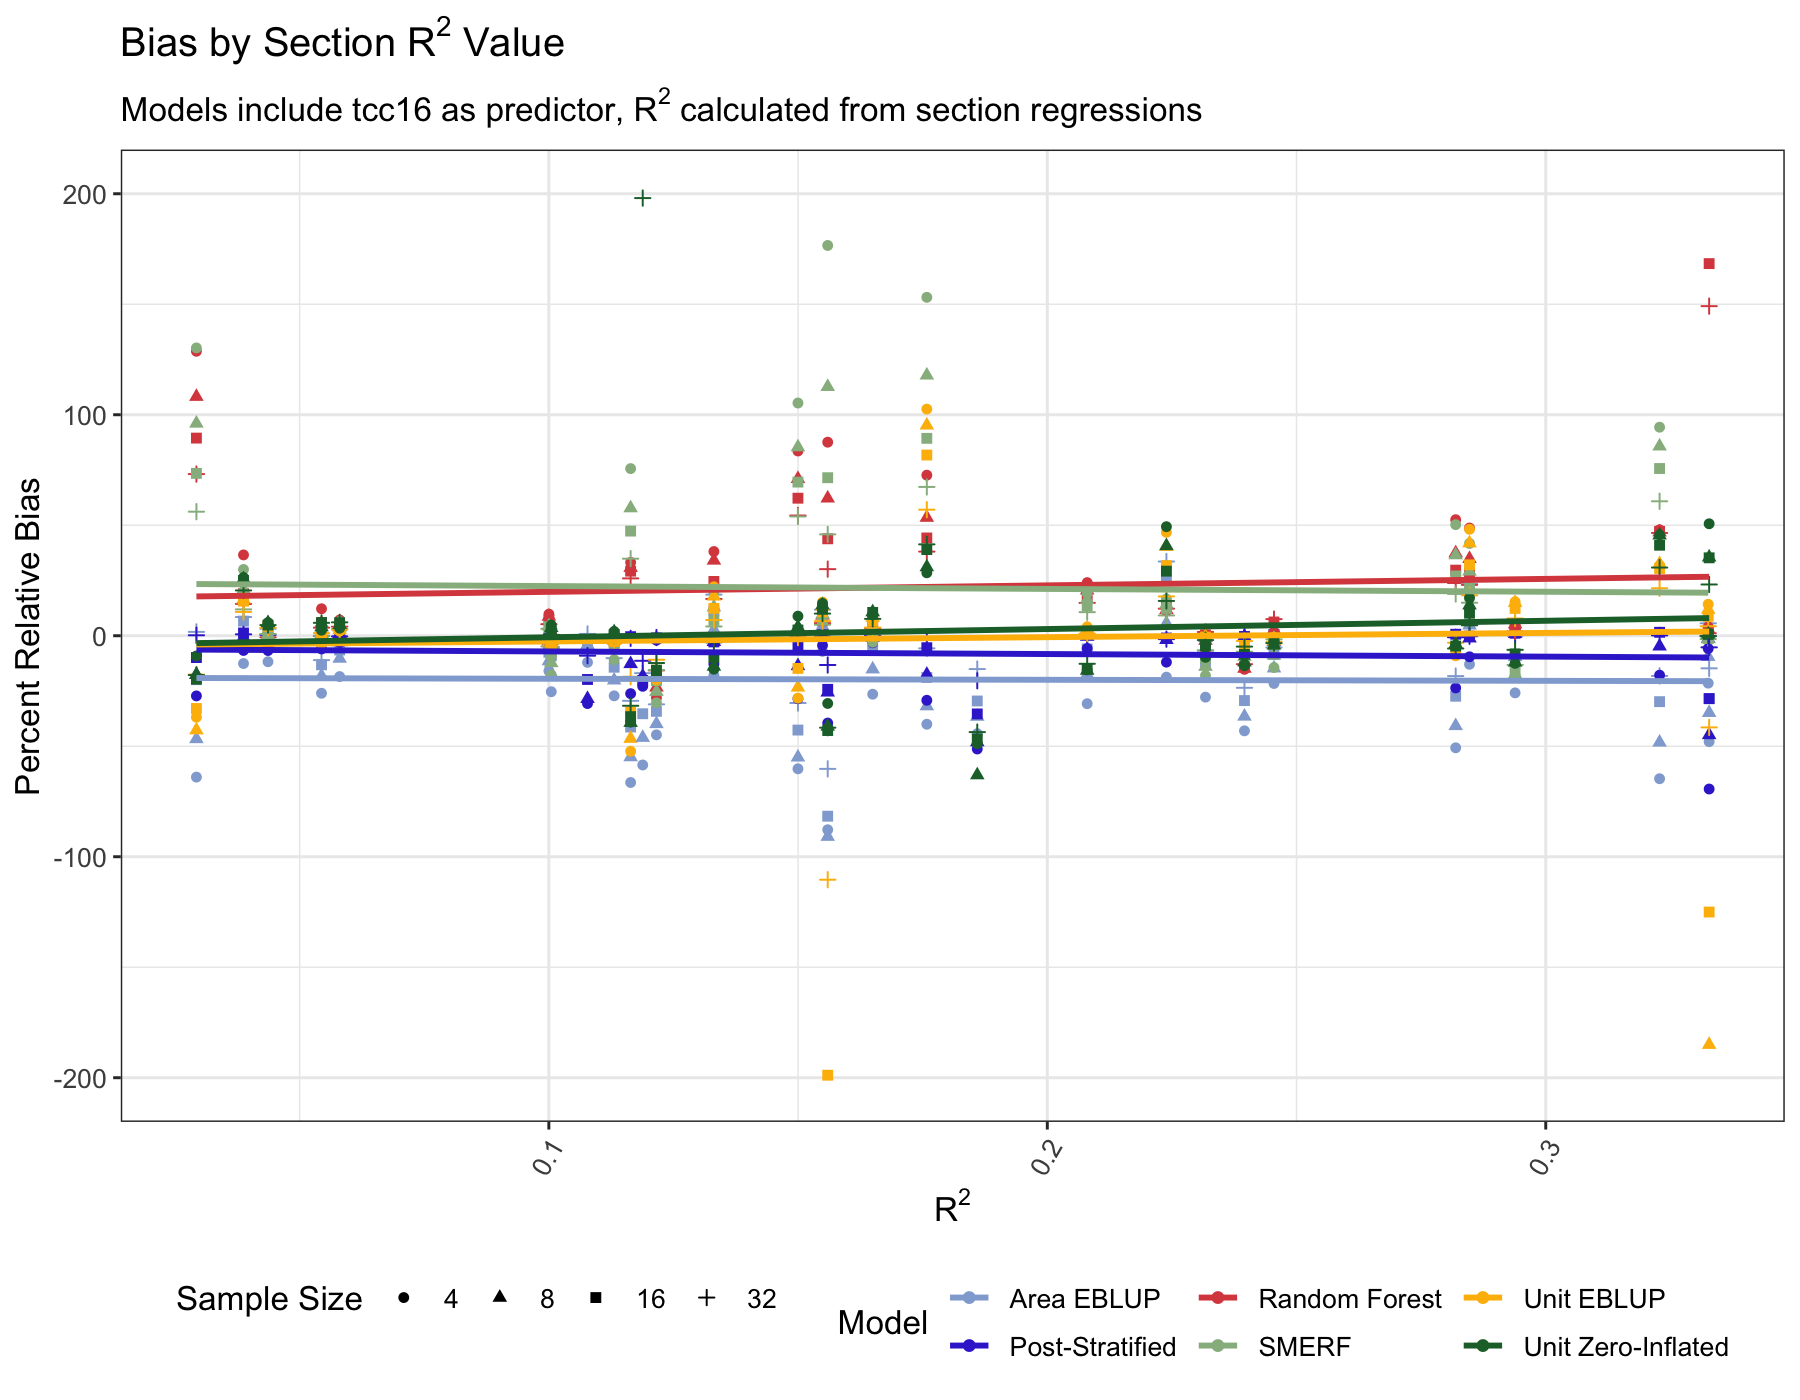 Bias by Section R² Value
Models include tcc16 as predictor, R² calculated from section regressions
Percent Relative Bias
200
100
0
-100
-200
0.1
0.2
0.3
R²
Sample Size 4 8 16 32
Model
Area EBLUP Random Forest Unit EBLUP
Post-Stratified SMERF Unit Zero-Inflated